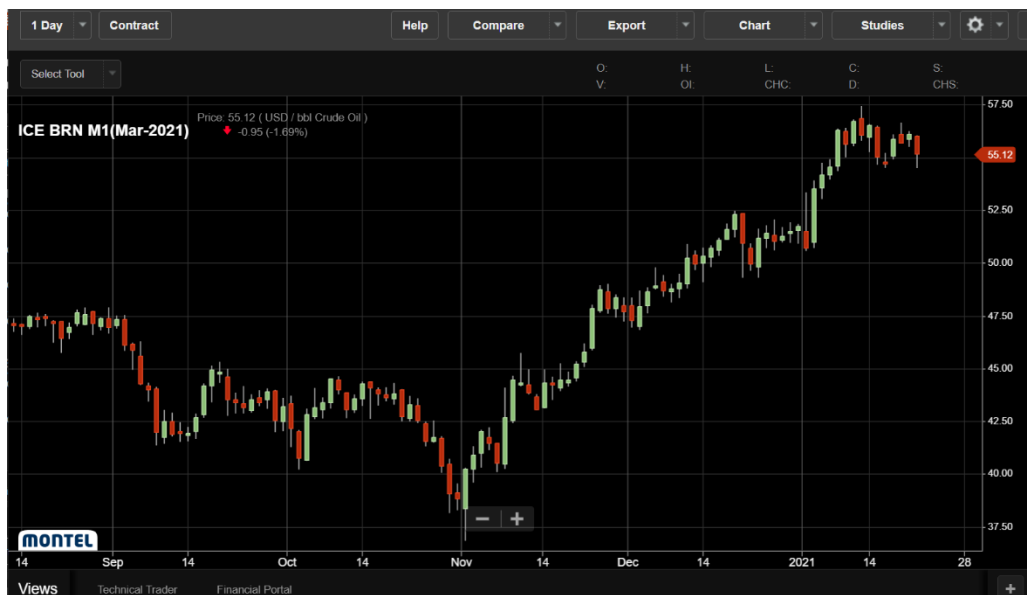 1 Day Contract Help Compare Export Chart Studies
Select Tool O: H: L: C: S:
V: OI: CHC: D: CHS:
ICE BRN M1(Mar-2021) Price: 55.12 ( USD / bbl Crude Oil )
-0.95 (-1.69%)
57.50
55.12
52.50
50.00
47.50
45.00
42.50
40.00
37.50
MONTEL
14 Sep 14 Oct 14 Nov 14 Dec 14 2021 14 28
Views Technical Trader Financial Portal